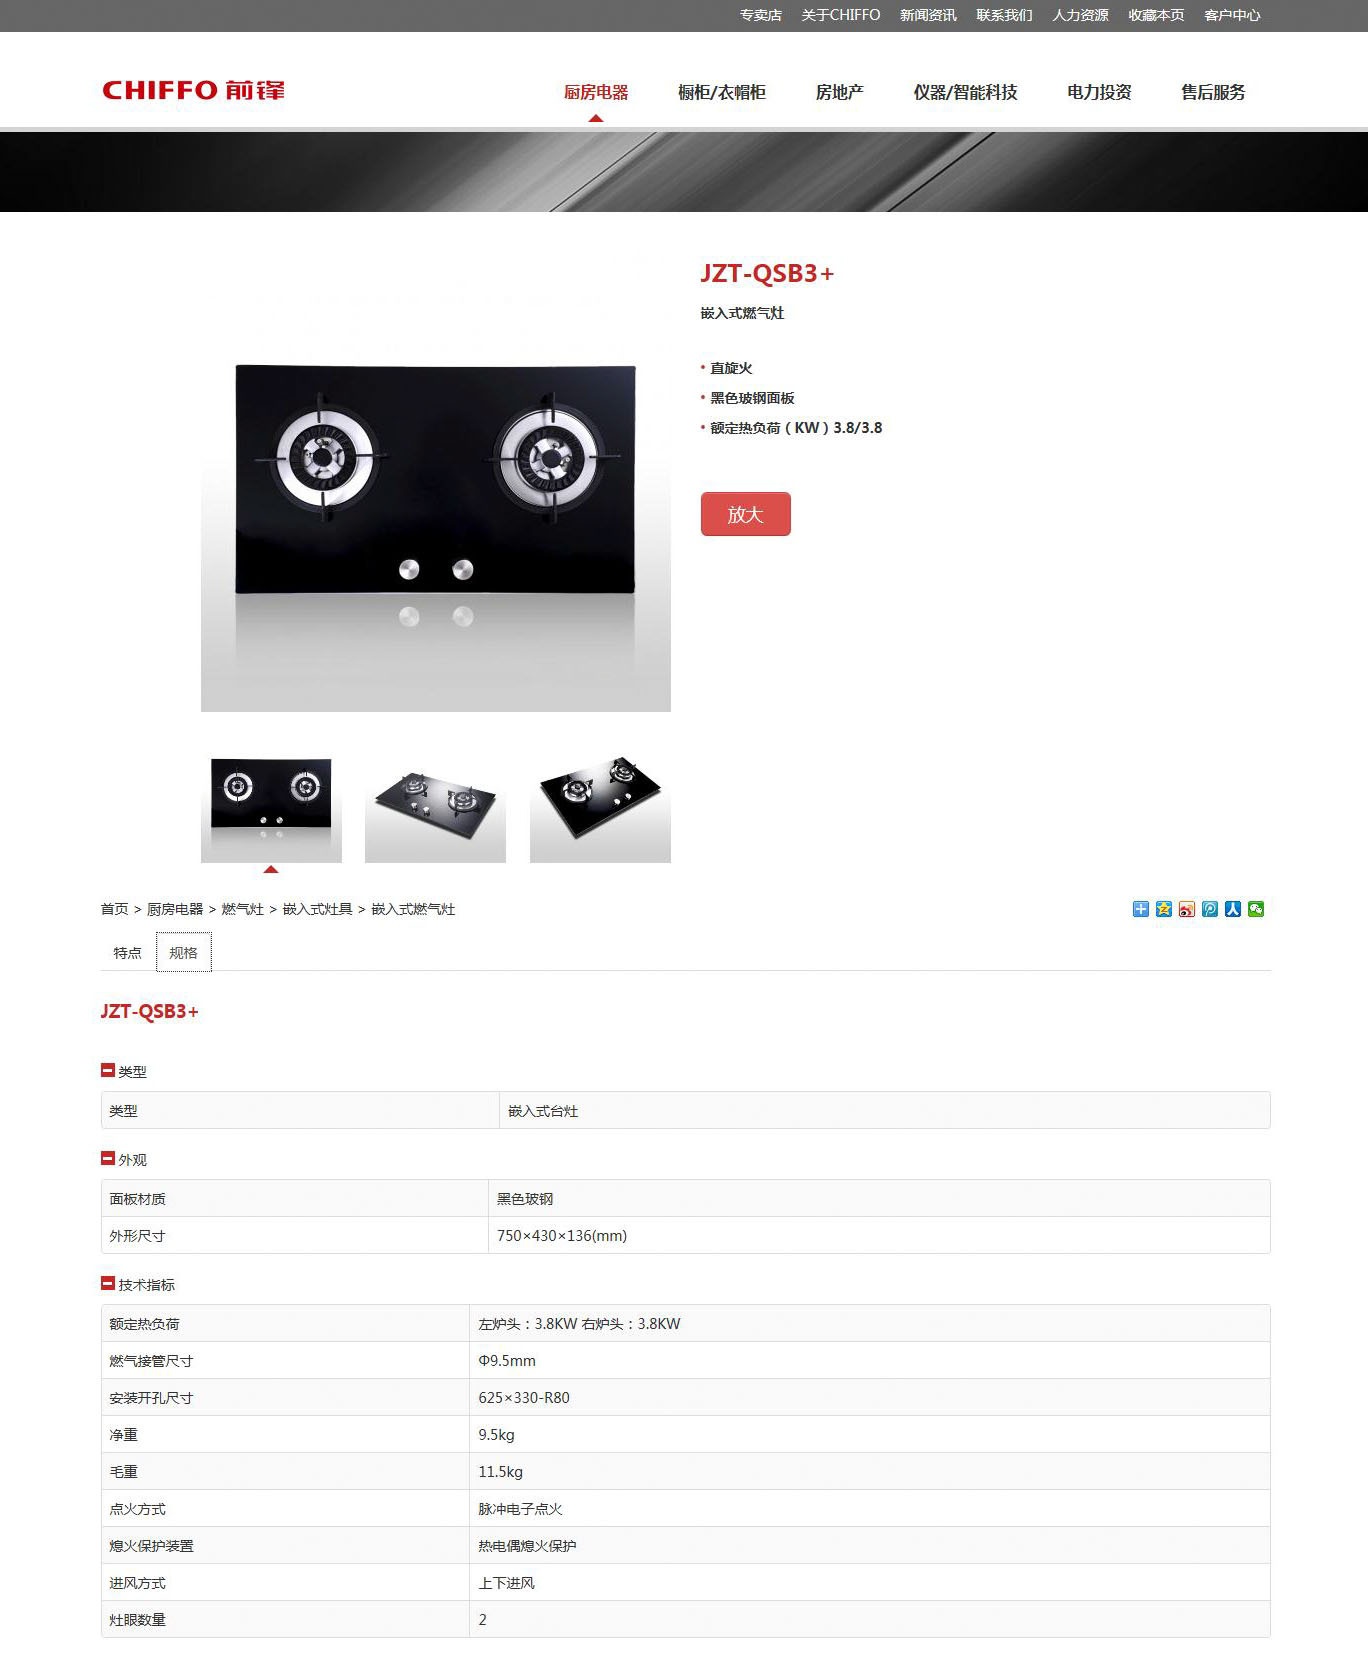 专卖店 关于CHIFFO 新闻资讯 联系我们 人力资源 收藏本页 客户中心
CHIFFO 前锋
厨房电器 橱柜/衣帽柜 房地产 仪器/智能科技 电力投资 售后服务
JZT-QSB3+
嵌入式燃气灶
• 直旋火
• 黑色玻钢面板
• 额定热负荷（KW）3.8/3.8
放大
首页 > 厨房电器 > 燃气灶 > 嵌入式灶具 > 嵌入式燃气灶
特点 规格
JZT-QSB3+
类型
类型 嵌入式台灶
外观
面板材质 黑色玻钢
外形尺寸 750×430×136(mm)
技术指标
额定热负荷 左炉头：3.8KW 右炉头：3.8KW
燃气接管尺寸 Φ9.5mm
安装开孔尺寸 625×330-R80
净重 9.5kg
毛重 11.5kg
点火方式 脉冲电子点火
熄火保护装置 热电偶熄火保护
进风方式 上下进风
灶眼数量 2